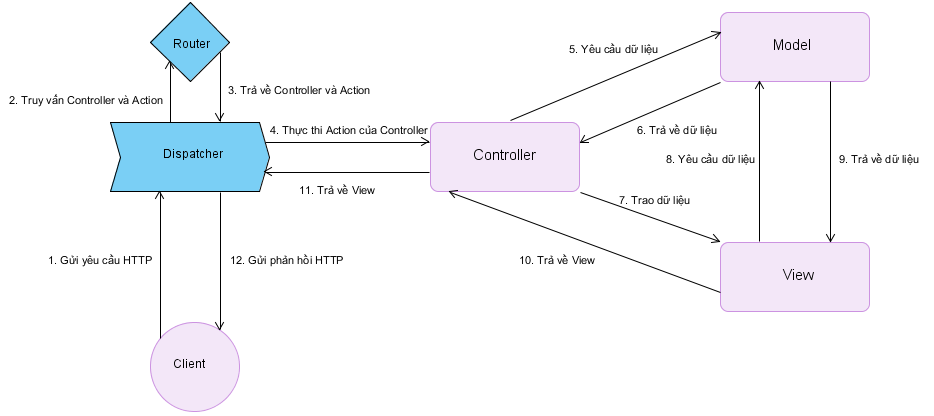 Router
Model
5. Yêu cầu dữ liệu
2. Truy vấn Controller và Action
3. Trả về Controller và Action
4. Thực thi Action của Controller
6. Trả về dữ liệu
Dispatcher
Controller
8. Yêu cầu dữ liệu
9. Trả về dữ liệu
11. Trả về View
7. Trao dữ liệu
1. Gửi yêu cầu HTTP
12. Gửi phản hồi HTTP
10. Trả về View
View
Client